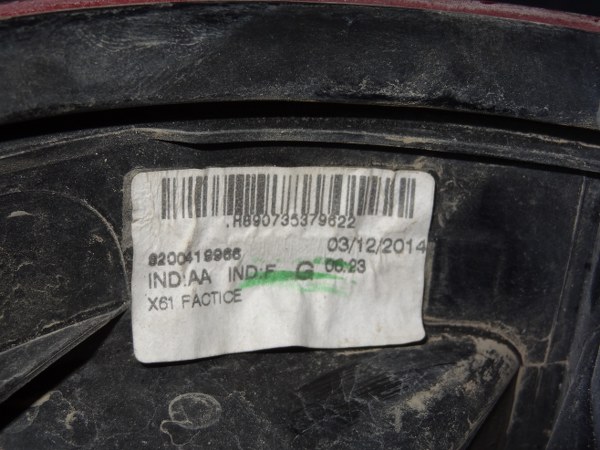 .H890735379622
8200419966 03/12/2014
IND:AA IND:F G 06:23
X61 FACTICE